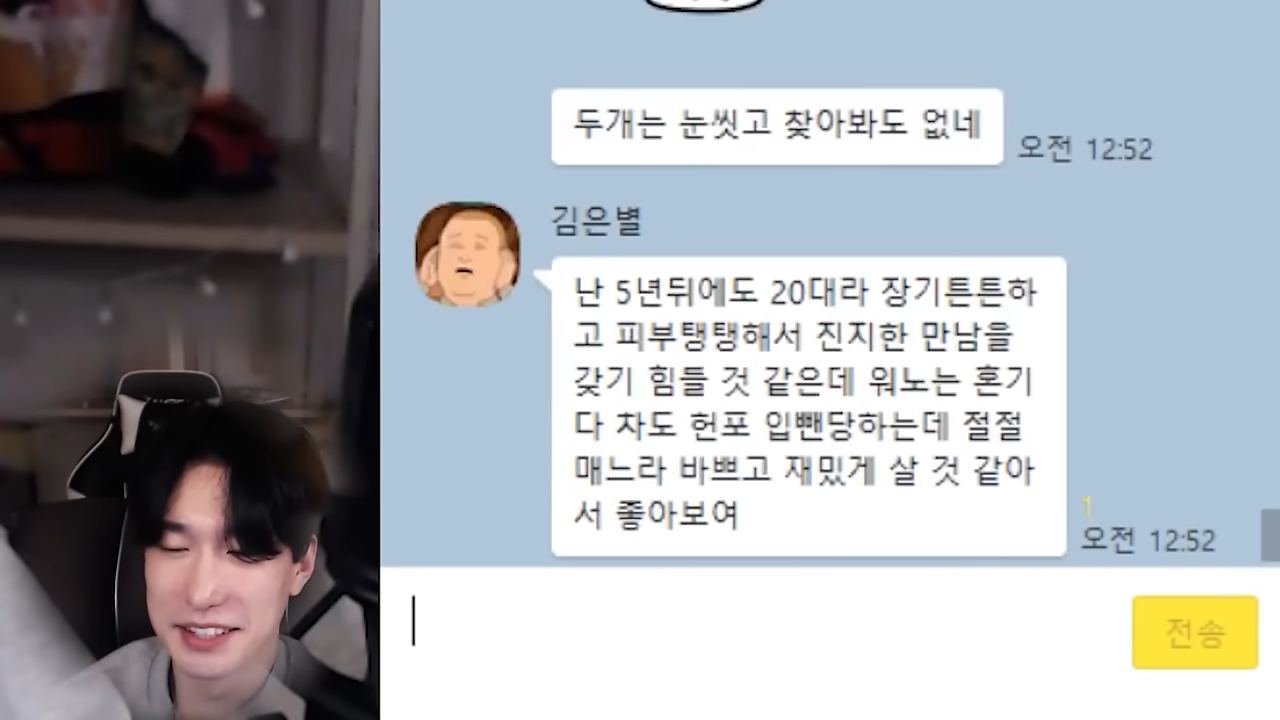 두개는 눈씻고 찾아봐도 없네
오전 12:52
김은별
난 5년뒤에도 20대라 장기튼튼하
고 피부탱탱해서 진지한 만남을
갖기 힘들 것 같은데 워노는 혼기
다 차도 헌포 입뺀당하는데 절절
매느라 바쁘고 재밌게 살 것 같아
서 좋아보여
1
오전 12:52
전송